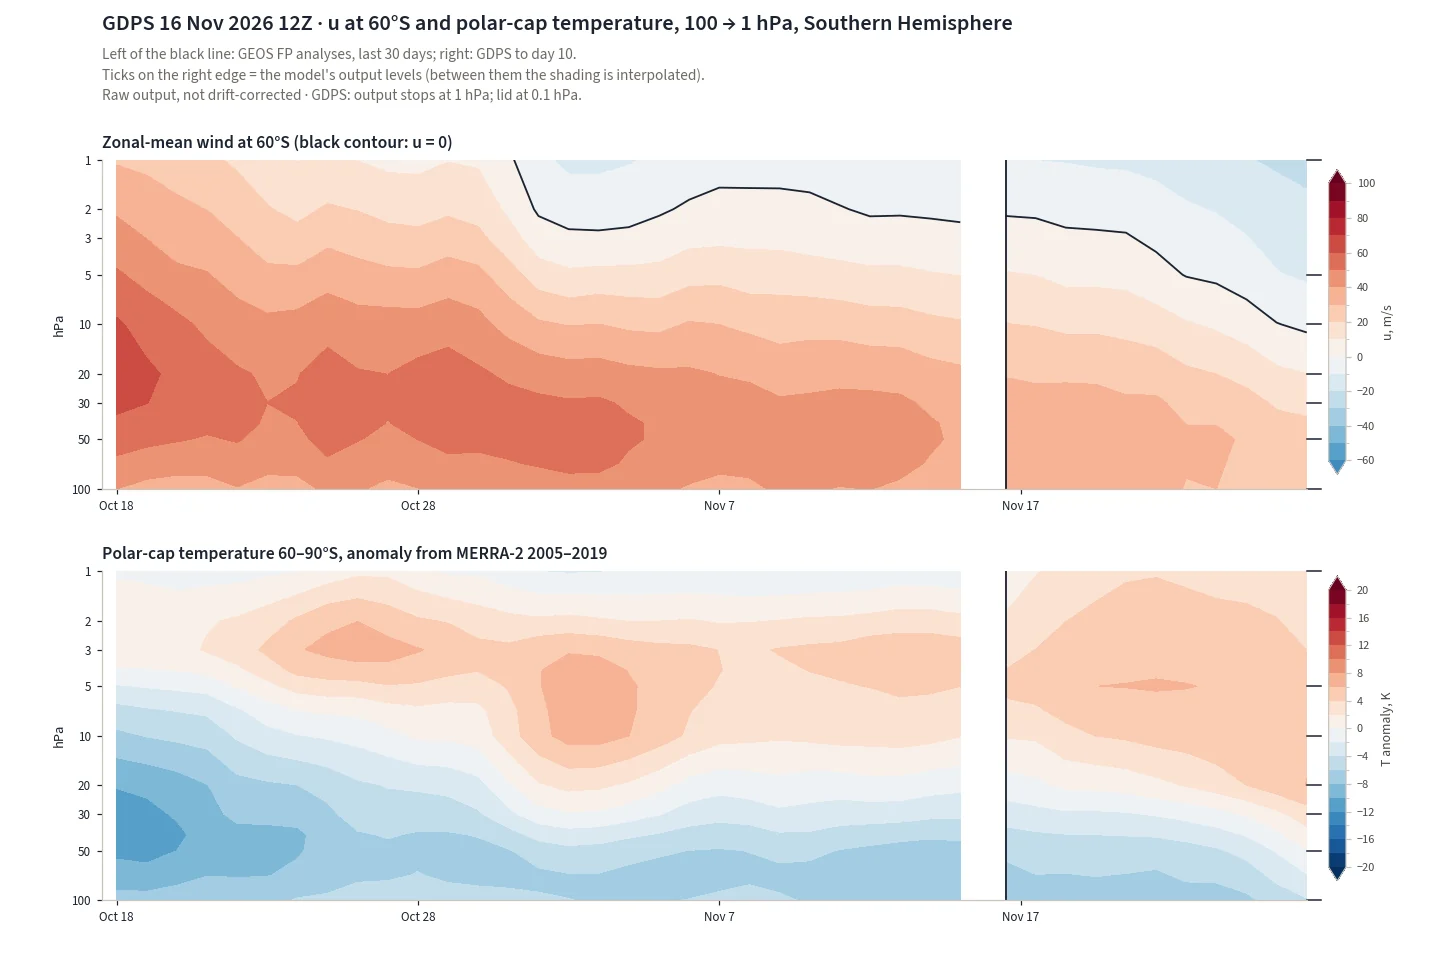 GDPS 16 Nov 2026 12Z · u at 60°S and polar-cap temperature, 100 → 1 hPa, Southern Hemisphere
Left of the black line: GEOS FP analyses, last 30 days; right: GDPS to day 10.
Ticks on the right edge = the model's output levels (between them the shading is interpolated).
Raw output, not drift-corrected · GDPS: output stops at 1 hPa; lid at 0.1 hPa.
Zonal-mean wind at 60°S (black contour: u = 0)
1
2
3
5
10
20
30
50
100
hPa
Oct 18
Oct 28
Nov 7
Nov 17
100
80
60
40
20
0
−20
−40
−60
u, m/s
Polar-cap temperature 60–90°S, anomaly from MERRA-2 2005–2019
1
2
3
5
10
20
30
50
100
hPa
Oct 18
Oct 28
Nov 7
Nov 17
20
16
12
8
4
0
−4
−8
−12
−16
−20
T anomaly, K